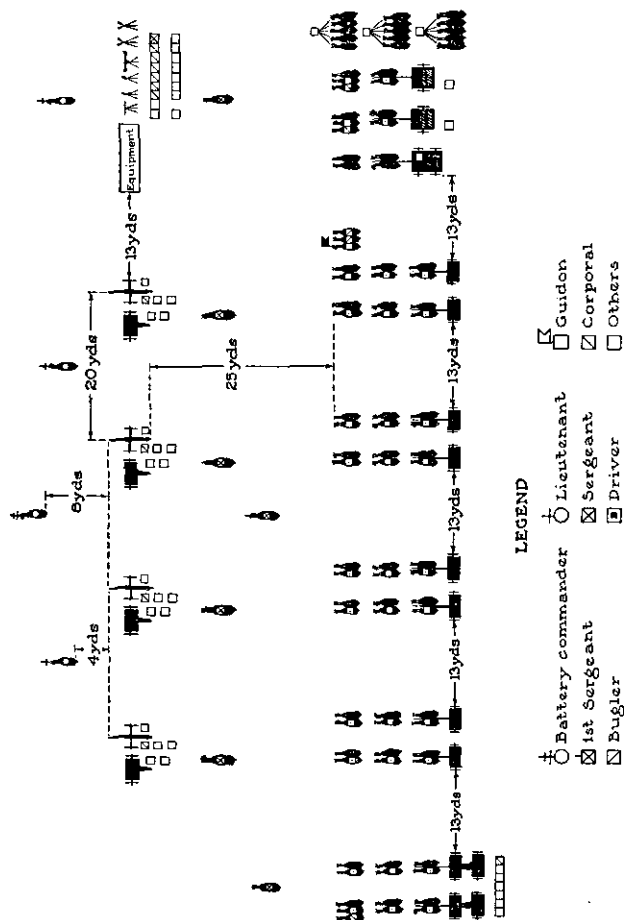 Equipment
13yds
20yds
25yds
8yds
4yds
13yds
13yds
13yds
13yds
13yds
LEGEND
Battery commander Lieutenant Guidon
1st Sergeant Sergeant Corporal
Bugler Driver Others